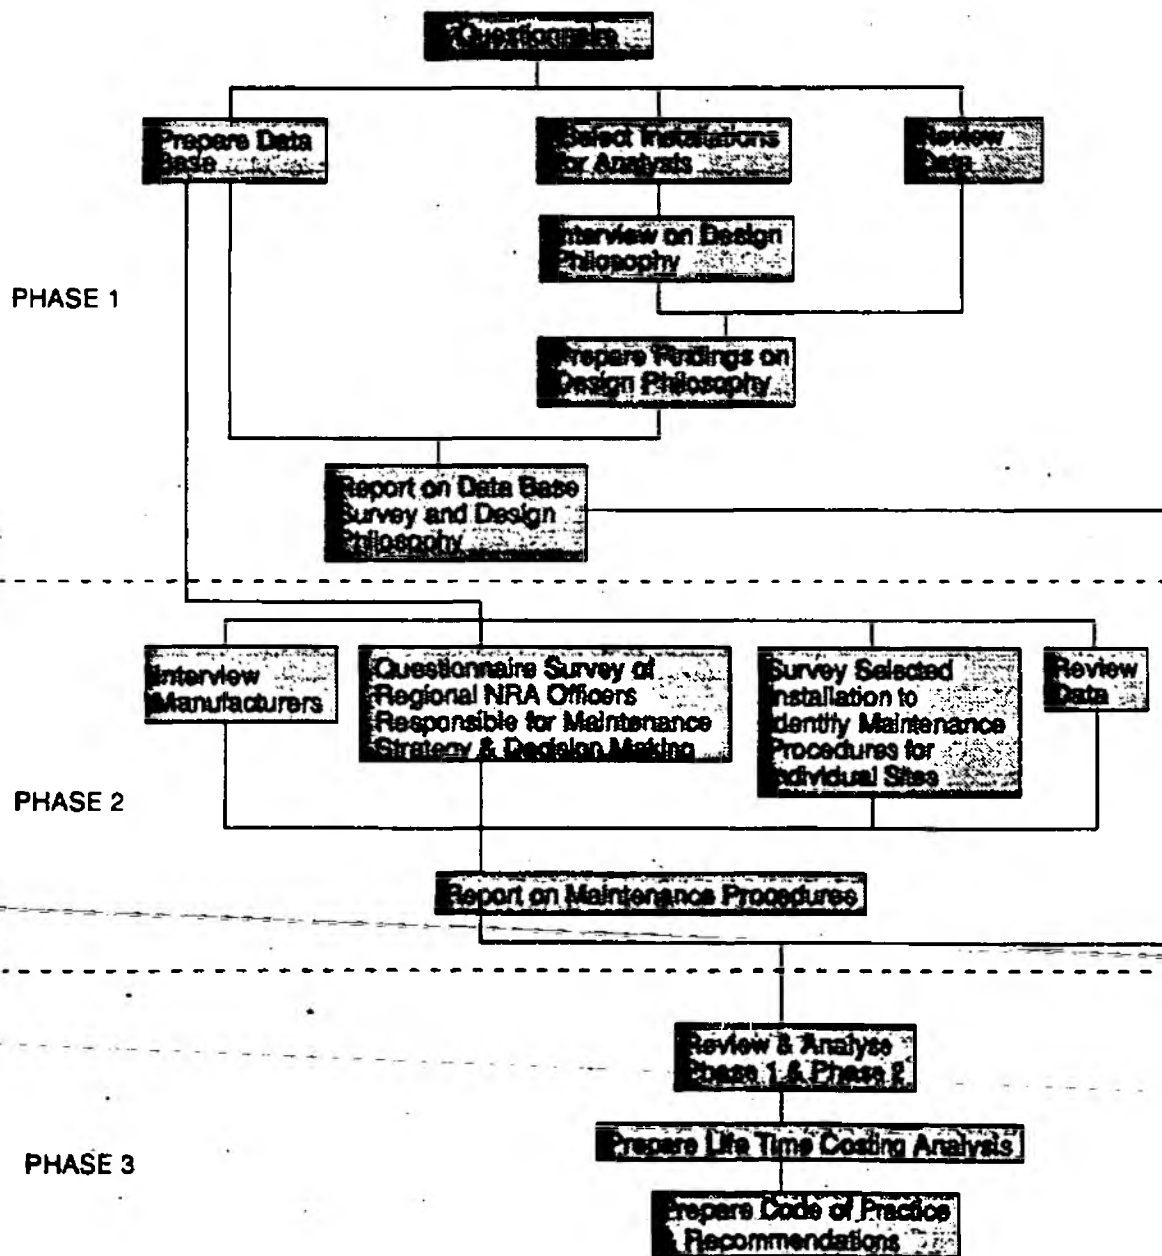 Questionnaire
Prepare Data
Base
Select Installations
for Analysis
Review
Data
Interview on Design
Philosophy
PHASE 1
Prepare Findings on
Design Philosophy
Report on Data Base
Survey and Design
Philosophy
Interview
Manufacturers
Questionnaire Survey of
Regional NRA Officers
Responsible for Maintenance
Strategy & Decision Making
Survey Selected
Installation to
Identify Maintenance
Procedures for
Individual Sites
Review
Data
PHASE 2
Report on Maintenance Procedures
Review & Analyse
Phase 1 & Phase 2
Prepare Life Time Costing Analysis
PHASE 3
Prepare Code of Practice
& Recommendations